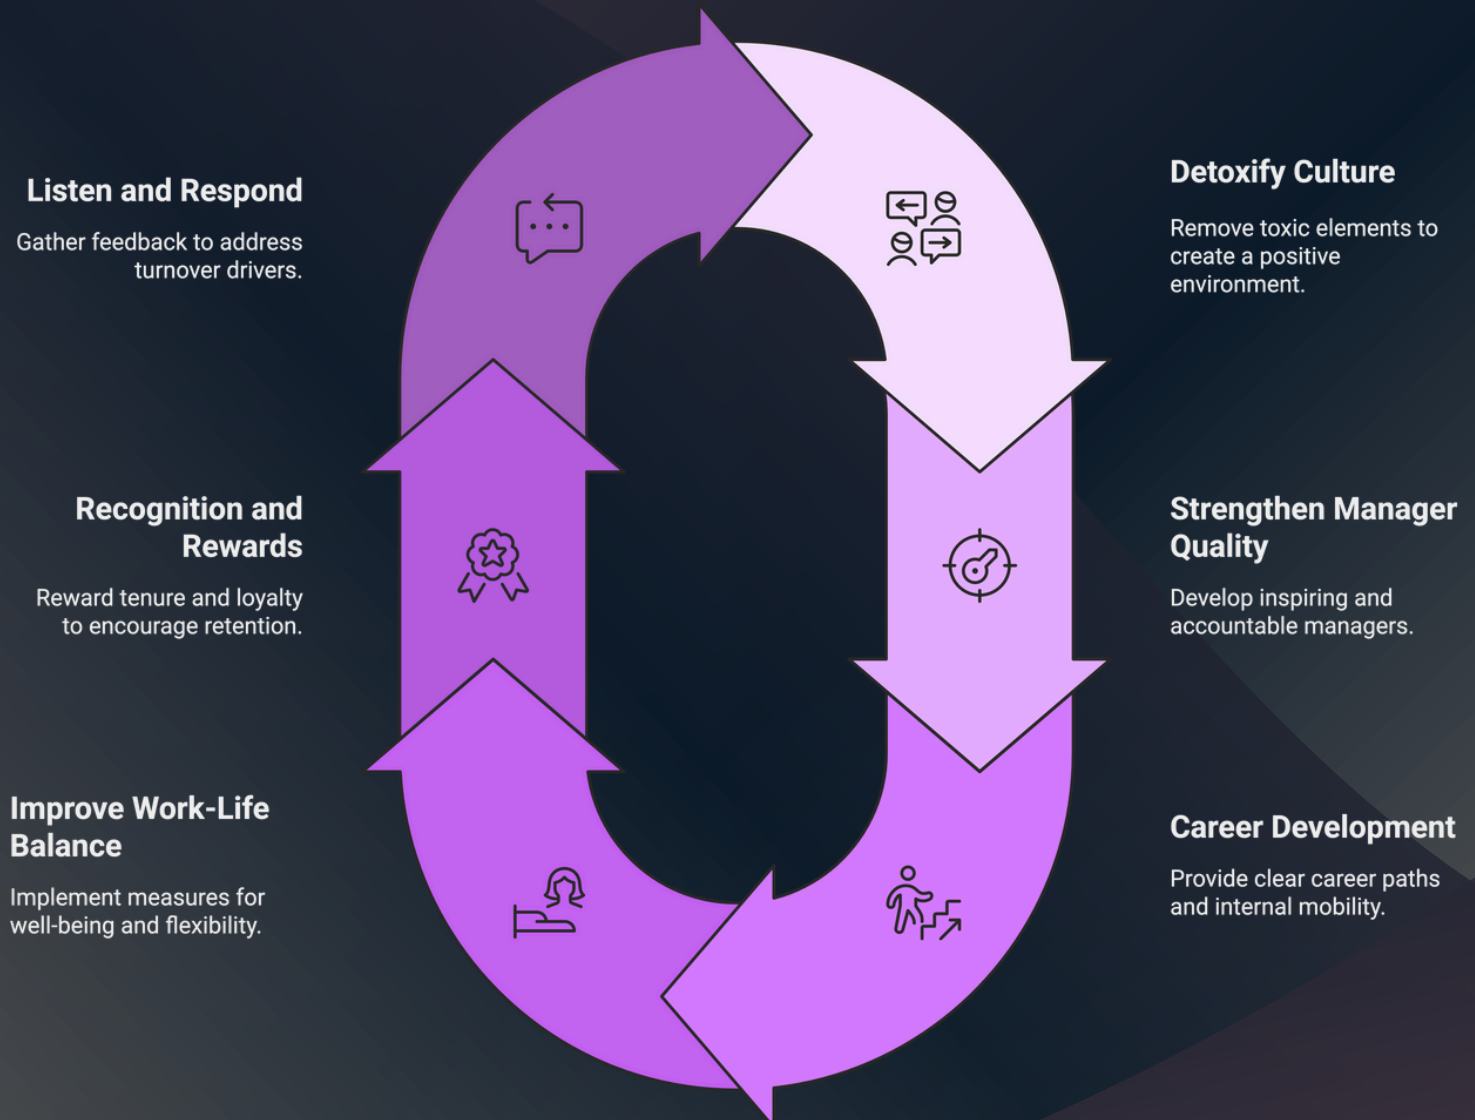 Listen and Respond
Gather feedback to address
turnover drivers.
Detoxify Culture
Remove toxic elements to
create a positive
environment.
Recognition and
Rewards
Reward tenure and loyalty
to encourage retention.
Strengthen Manager
Quality
Develop inspiring and
accountable managers.
Improve Work-Life
Balance
Implement measures for
well-being and flexibility.
Career Development
Provide clear career paths
and internal mobility.